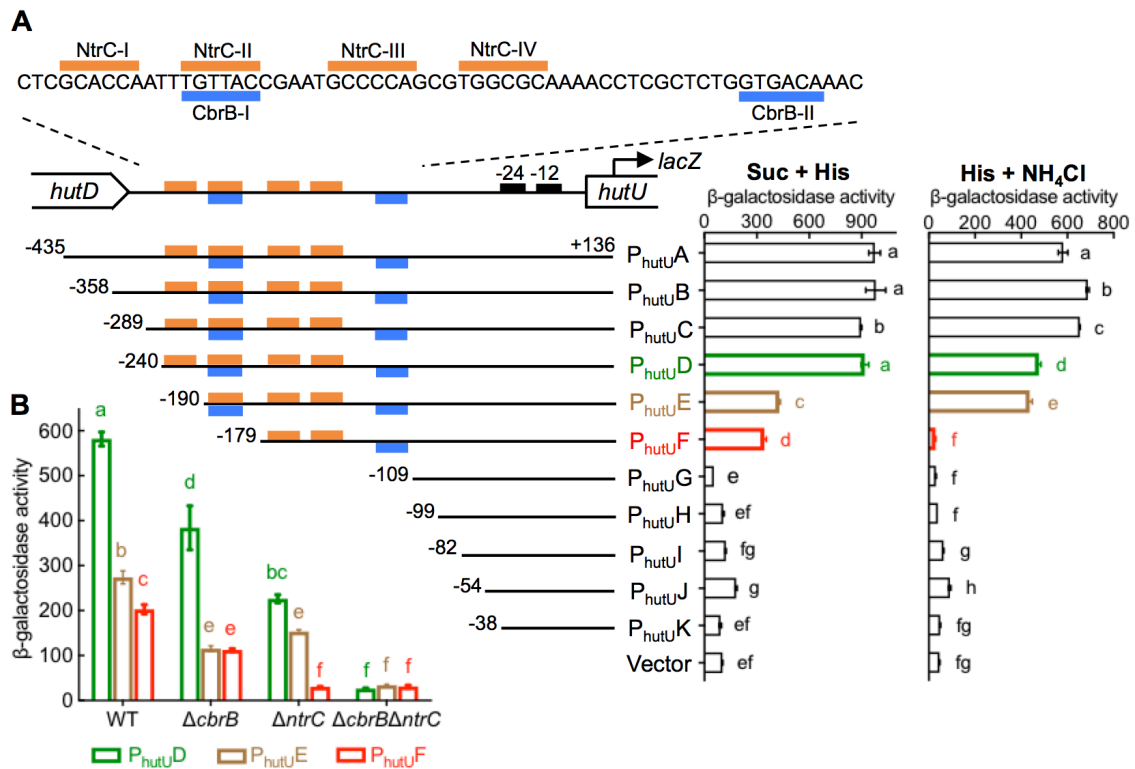 A
NtrC-I NtrC-II NtrC-III NtrC-IV
CTCGCACCAATTTGTTACCGAATGCCCCCAGCGTGGCGCAAAACCTCGCTCTGGTGACAAAC
CbrB-I CbrB-II
hutD -24 -12 hutU lacZ
Suc + His His + NH4Cl
β-galactosidase activity β-galactosidase activity
0 300 600 900 0 200 400 600 800
-435 +136 PhutUA a a
-358 PhutUB a b
-289 PhutUC b c
-240 PhutUD a d
-190 PhutUE c e
-179 PhutUF d f
-109 PhutUG e f
-99 PhutUH ef f
-82 PhutUI fg g
-54 PhutUJ g h
-38 PhutUK ef fg
Vector ef fg
B
β-galactosidase activity
600
500
400
300
200
100
0
a b c d e e bc e f f f f
WT ΔcbrB ΔntrC ΔcbrBΔntrC
PhutUD PhutUE PhutUF